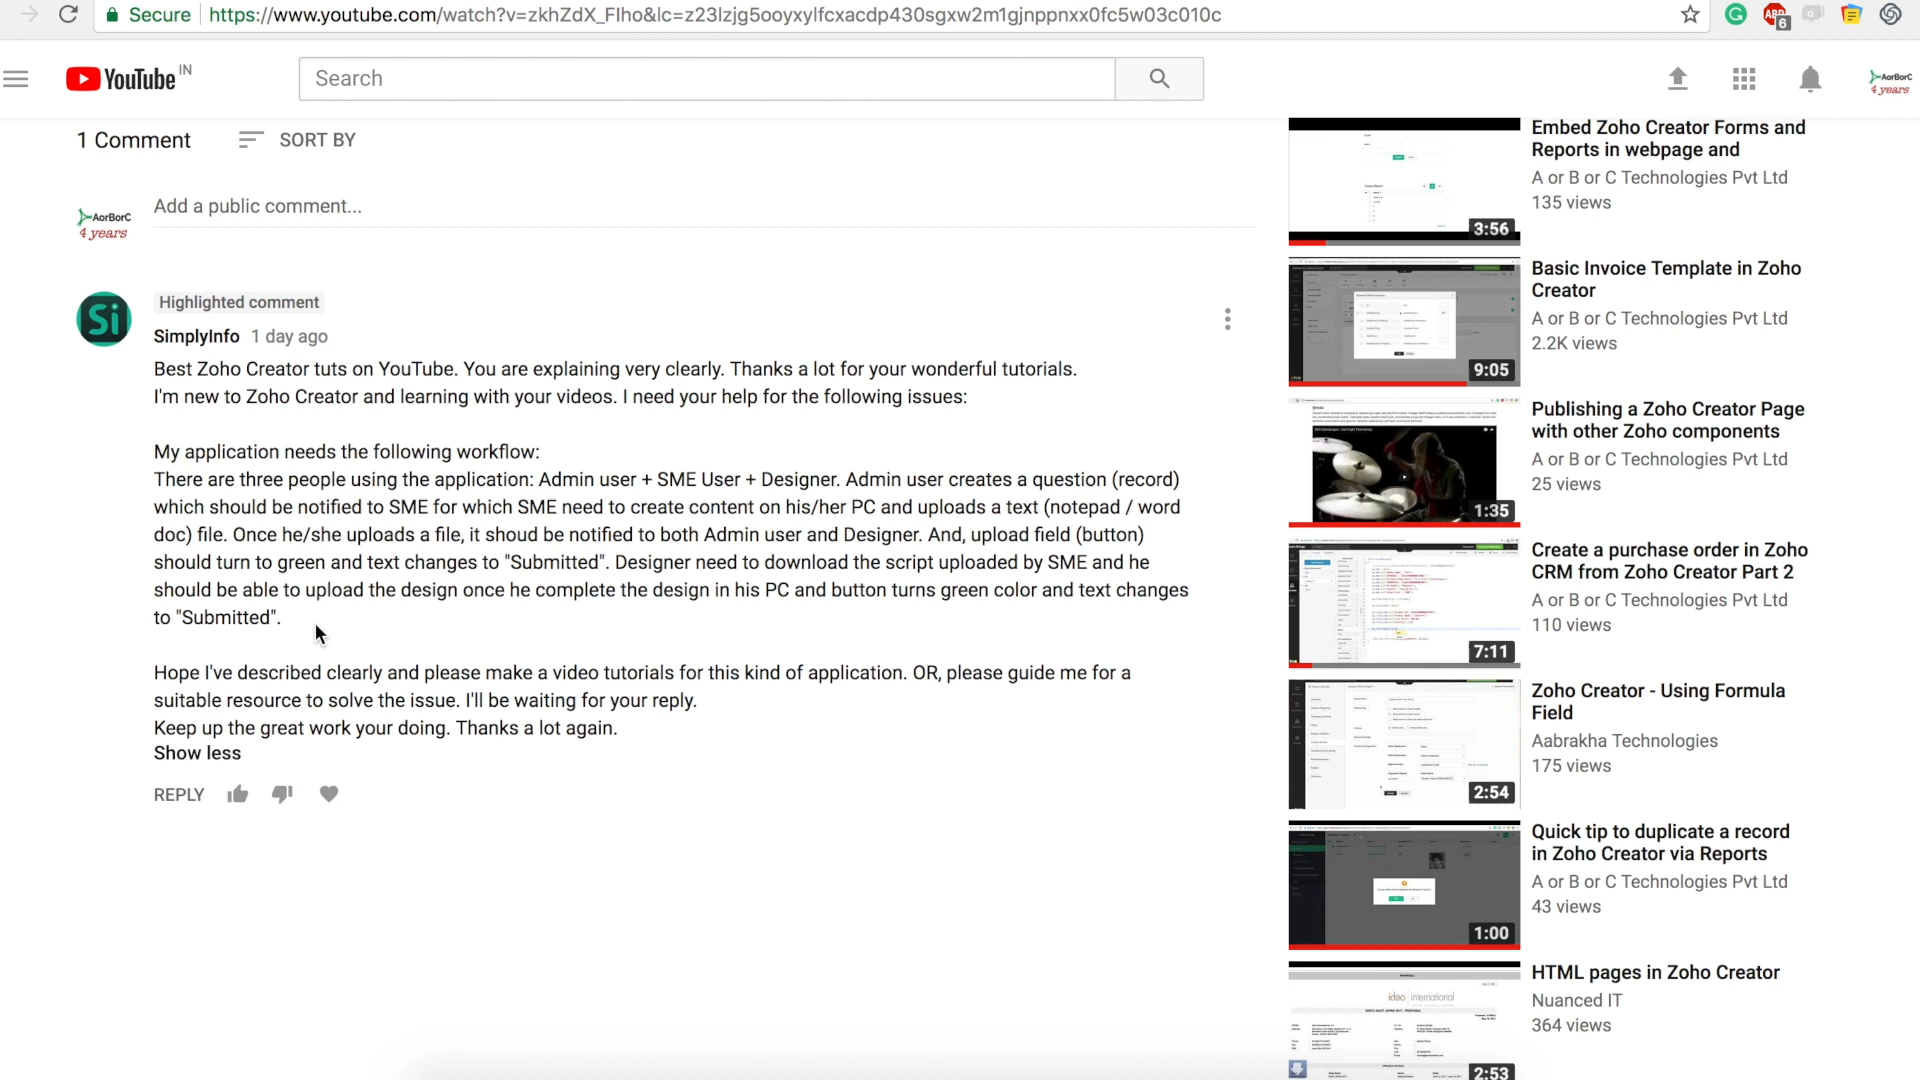 Secure
https://www.youtube.com/watch?v=zkhZdX_FIho&lc=z23lzjg5ooyxylfcxacdp430sgxw2m1gjnppnxx0fc5w03c010c
ABP
6
YouTube IN
Search
AorBorC
4 years
1 Comment
SORT BY
AorBorC
4 years
Add a public comment...
Si
Highlighted comment
SimplyInfo 1 day ago
Best Zoho Creator tuts on YouTube. You are explaining very clearly. Thanks a lot for your wonderful tutorials.
I'm new to Zoho Creator and learning with your videos. I need your help for the following issues:
My application needs the following workflow:
There are three people using the application: Admin user + SME User + Designer. Admin user creates a question (record)
which should be notified to SME for which SME need to create content on his/her PC and uploads a text (notepad / word
doc) file. Once he/she uploads a file, it shoud be notified to both Admin user and Designer. And, upload field (button)
should turn to green and text changes to "Submitted". Designer need to download the script uploaded by SME and he
should be able to upload the design once he complete the design in his PC and button turns green color and text changes
to "Submitted".
Hope I've described clearly and please make a video tutorials for this kind of application. OR, please guide me for a
suitable resource to solve the issue. I'll be waiting for your reply.
Keep up the great work your doing. Thanks a lot again.
Show less
REPLY
3:56
Embed Zoho Creator Forms and
Reports in webpage and
A or B or C Technologies Pvt Ltd
135 views
9:05
Basic Invoice Template in Zoho
Creator
A or B or C Technologies Pvt Ltd
2.2K views
1:35
Publishing a Zoho Creator Page
with other Zoho components
A or B or C Technologies Pvt Ltd
25 views
7:11
Create a purchase order in Zoho
CRM from Zoho Creator Part 2
A or B or C Technologies Pvt Ltd
110 views
2:54
Zoho Creator - Using Formula
Field
Aabrakha Technologies
175 views
1:00
Quick tip to duplicate a record
in Zoho Creator via Reports
A or B or C Technologies Pvt Ltd
43 views
ideo international
2:53
HTML pages in Zoho Creator
Nuanced IT
364 views